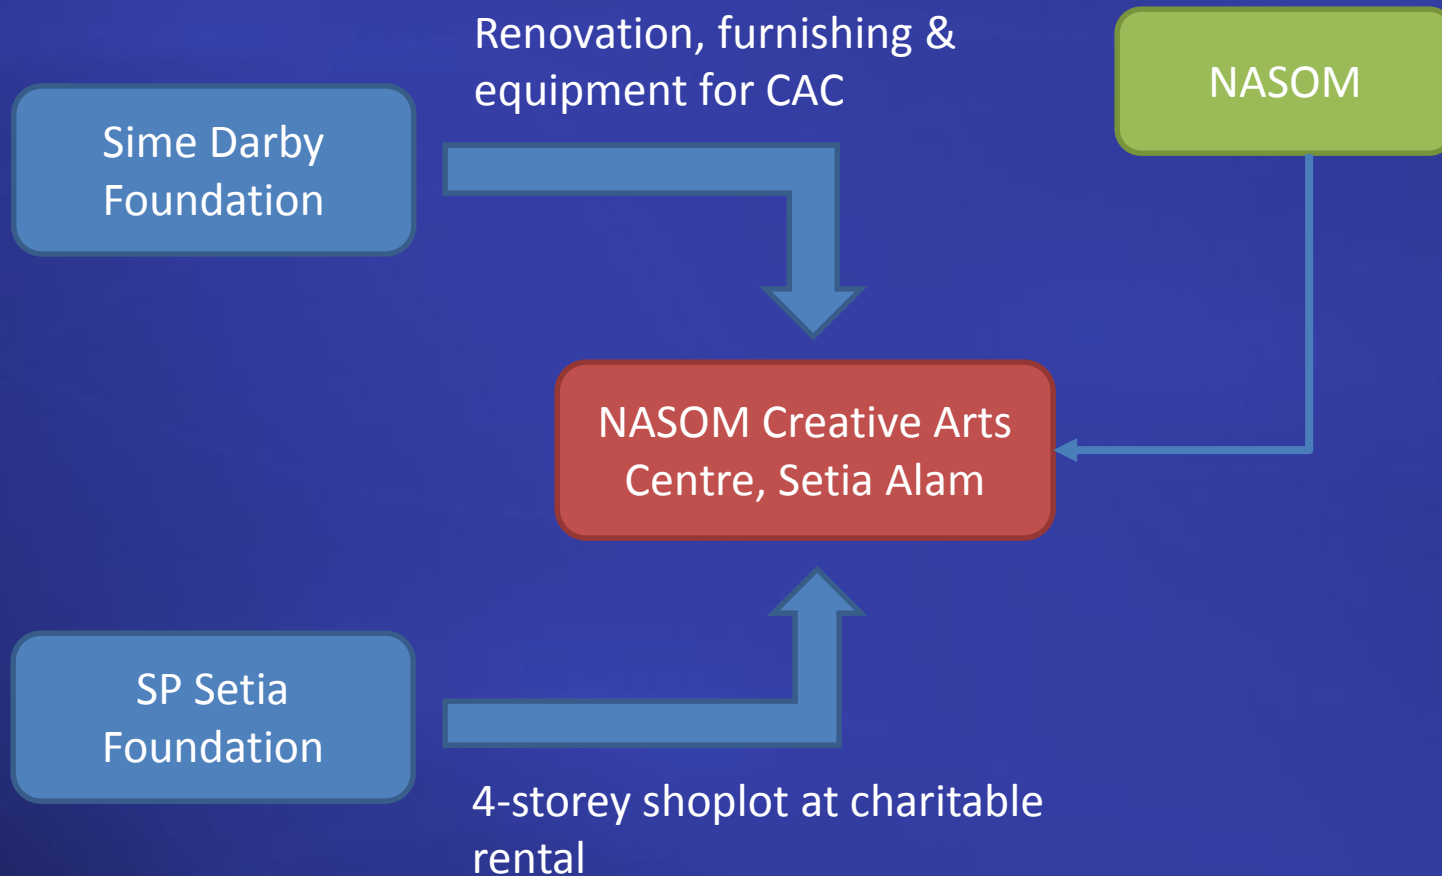 Renovation, furnishing &
equipment for CAC
NASOM
Sime Darby
Foundation
NASOM Creative Arts
Centre, Setia Alam
SP Setia
Foundation
4-storey shoplot at charitable
rental